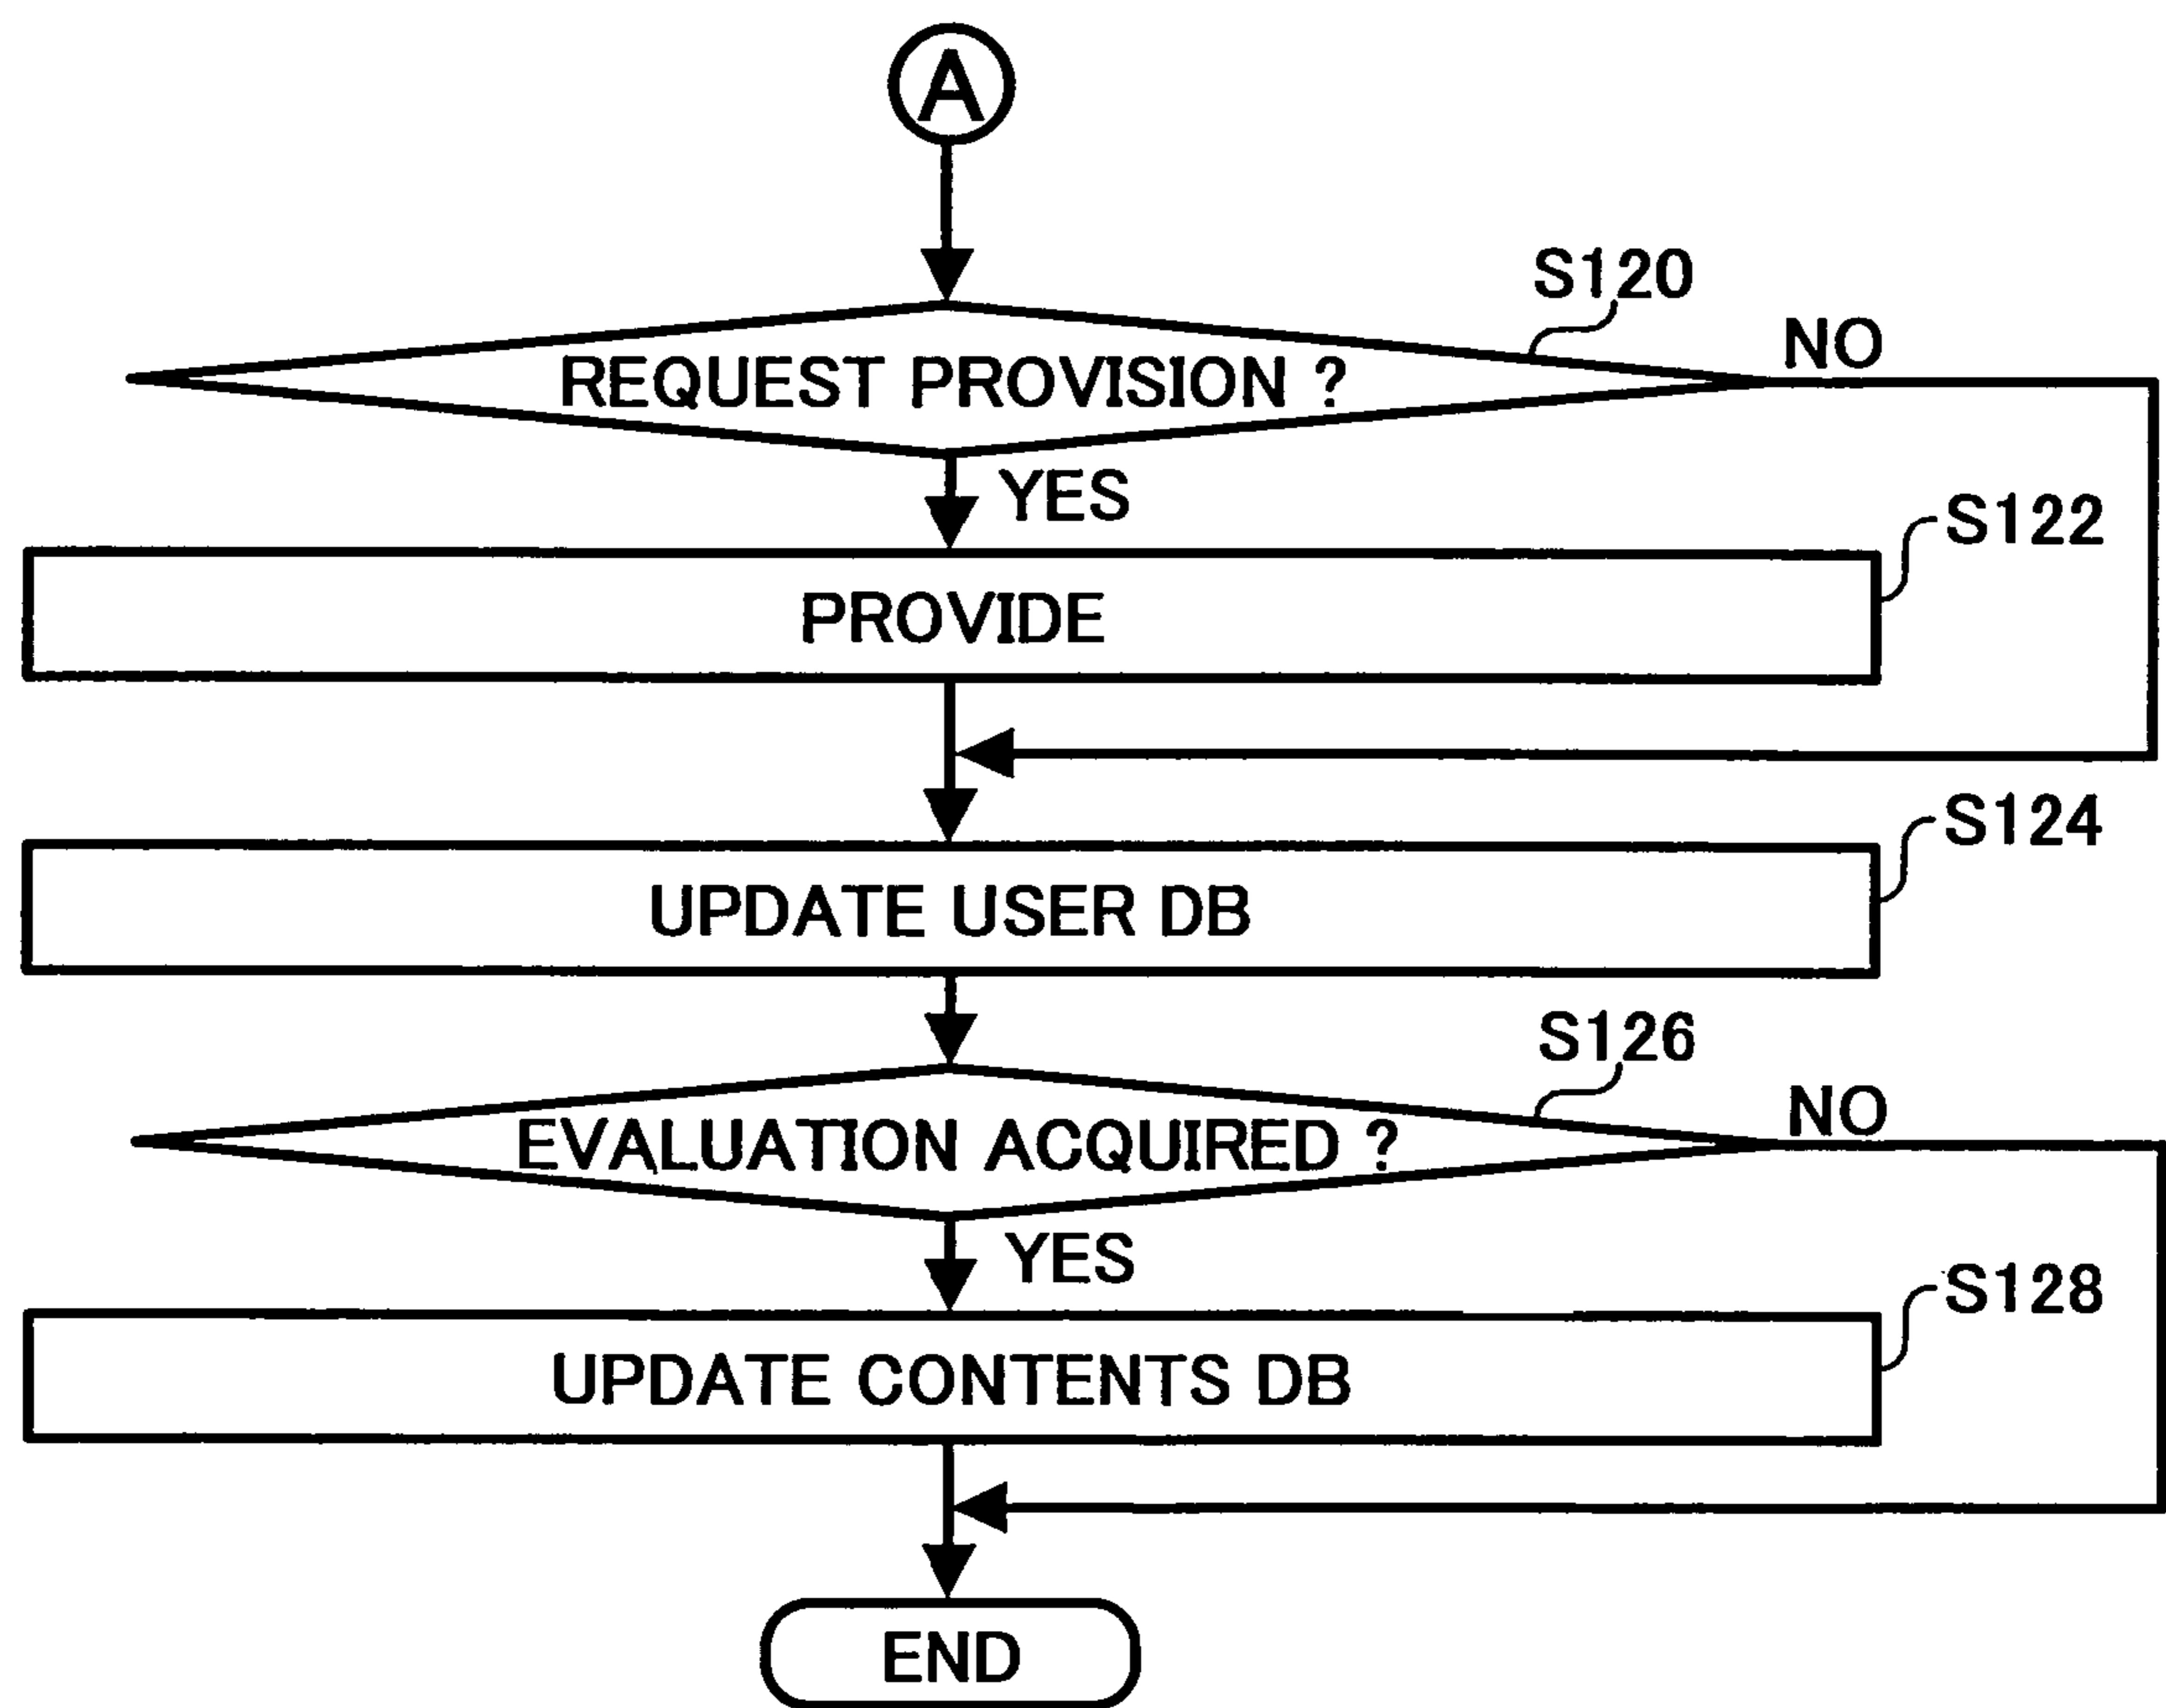 A
S120
NO
REQUEST PROVISION ?
YES
S122
PROVIDE
S124
UPDATE USER DB
S126
NO
EVALUATION ACQUIRED ?
YES
S128
UPDATE CONTENTS DB
END